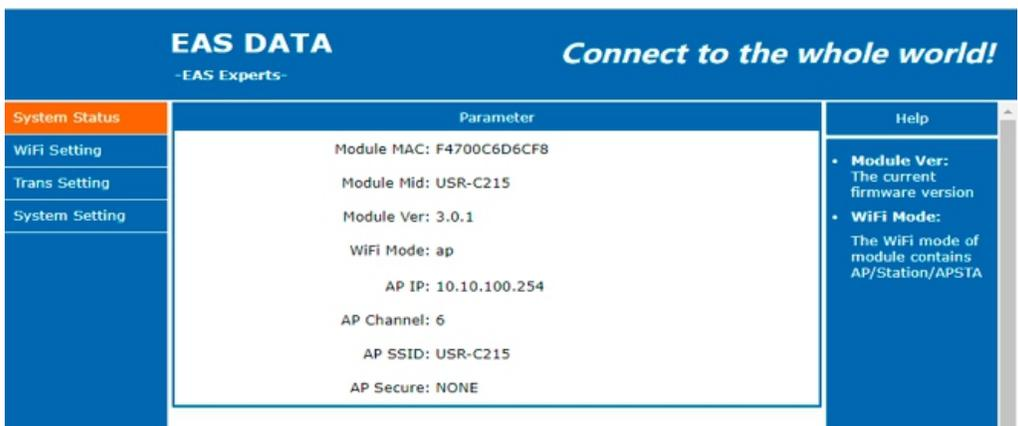 EAS DATA
-EAS Experts-
Connect to the whole world!
System Status
WiFi Setting
Trans Setting
System Setting
Parameter
Module MAC: F4700C6D6CF8
Module Mid: USR-C215
Module Ver: 3.0.1
WiFi Mode: ap
AP IP: 10.10.100.254
AP Channel: 6
AP SSID: USR-C215
AP Secure: NONE
Help
• Module Ver:
The current
firmware version
• WiFi Mode:
The WiFi mode of
module contains
AP/Station/APSTA